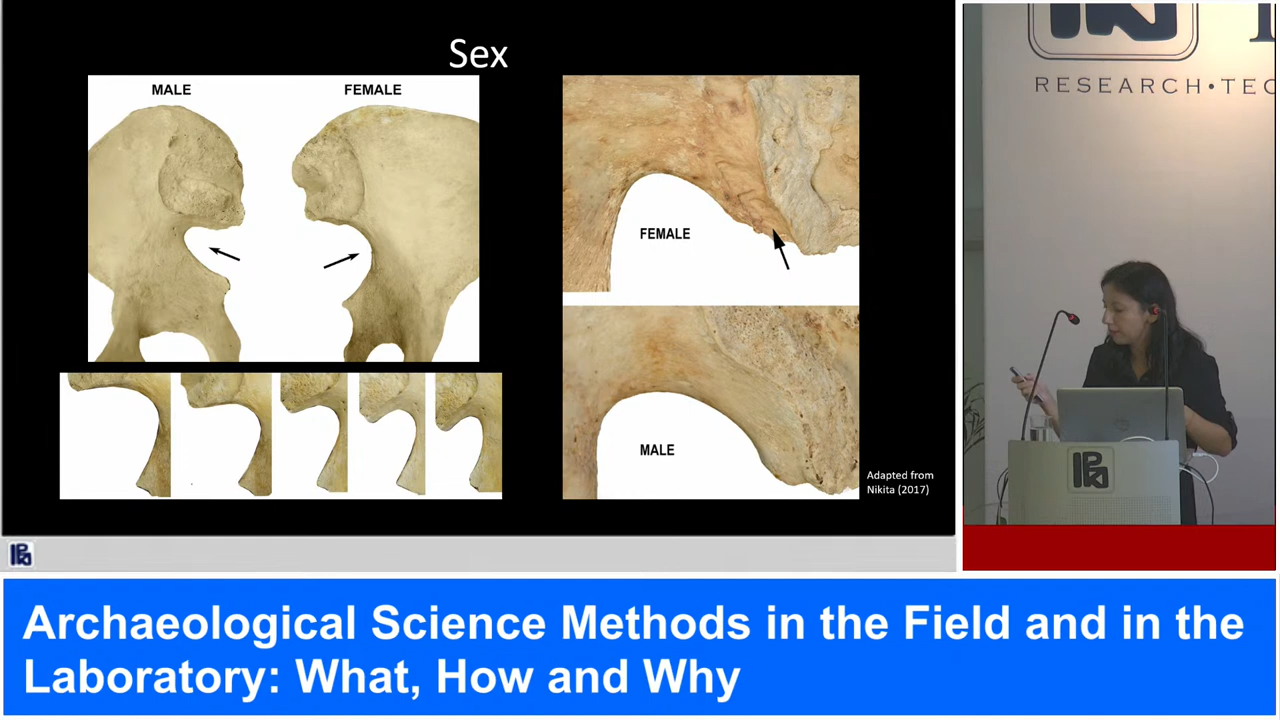 Sex
MALE
FEMALE
FEMALE
MALE
Adapted from
Nikita (2017)
RESEARCH•TEC
Archaeological Science Methods in the Field and in the
Laboratory: What, How and Why